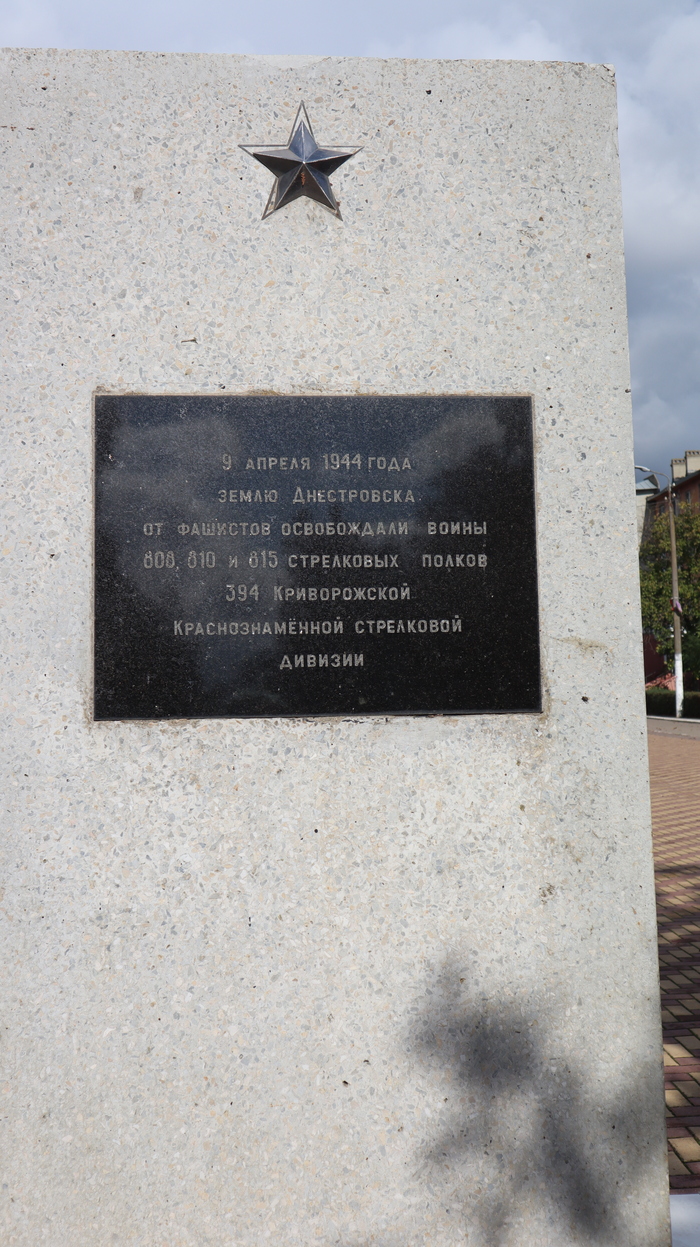 9 АПРЕЛЯ 1944 ГОДА
ЗЕМЛЮ ДНЕСТРОВСКА
ОТ ФАШИСТОВ ОСВОБОЖДАЛИ ВОИНЫ
808, 810 И 815 СТРЕЛКОВЫХ ПОЛКОВ
394 КРИВОРОЖСКОЙ
КРАСНОЗНАМЁННОЙ СТРЕЛКОВОЙ
ДИВИЗИИ